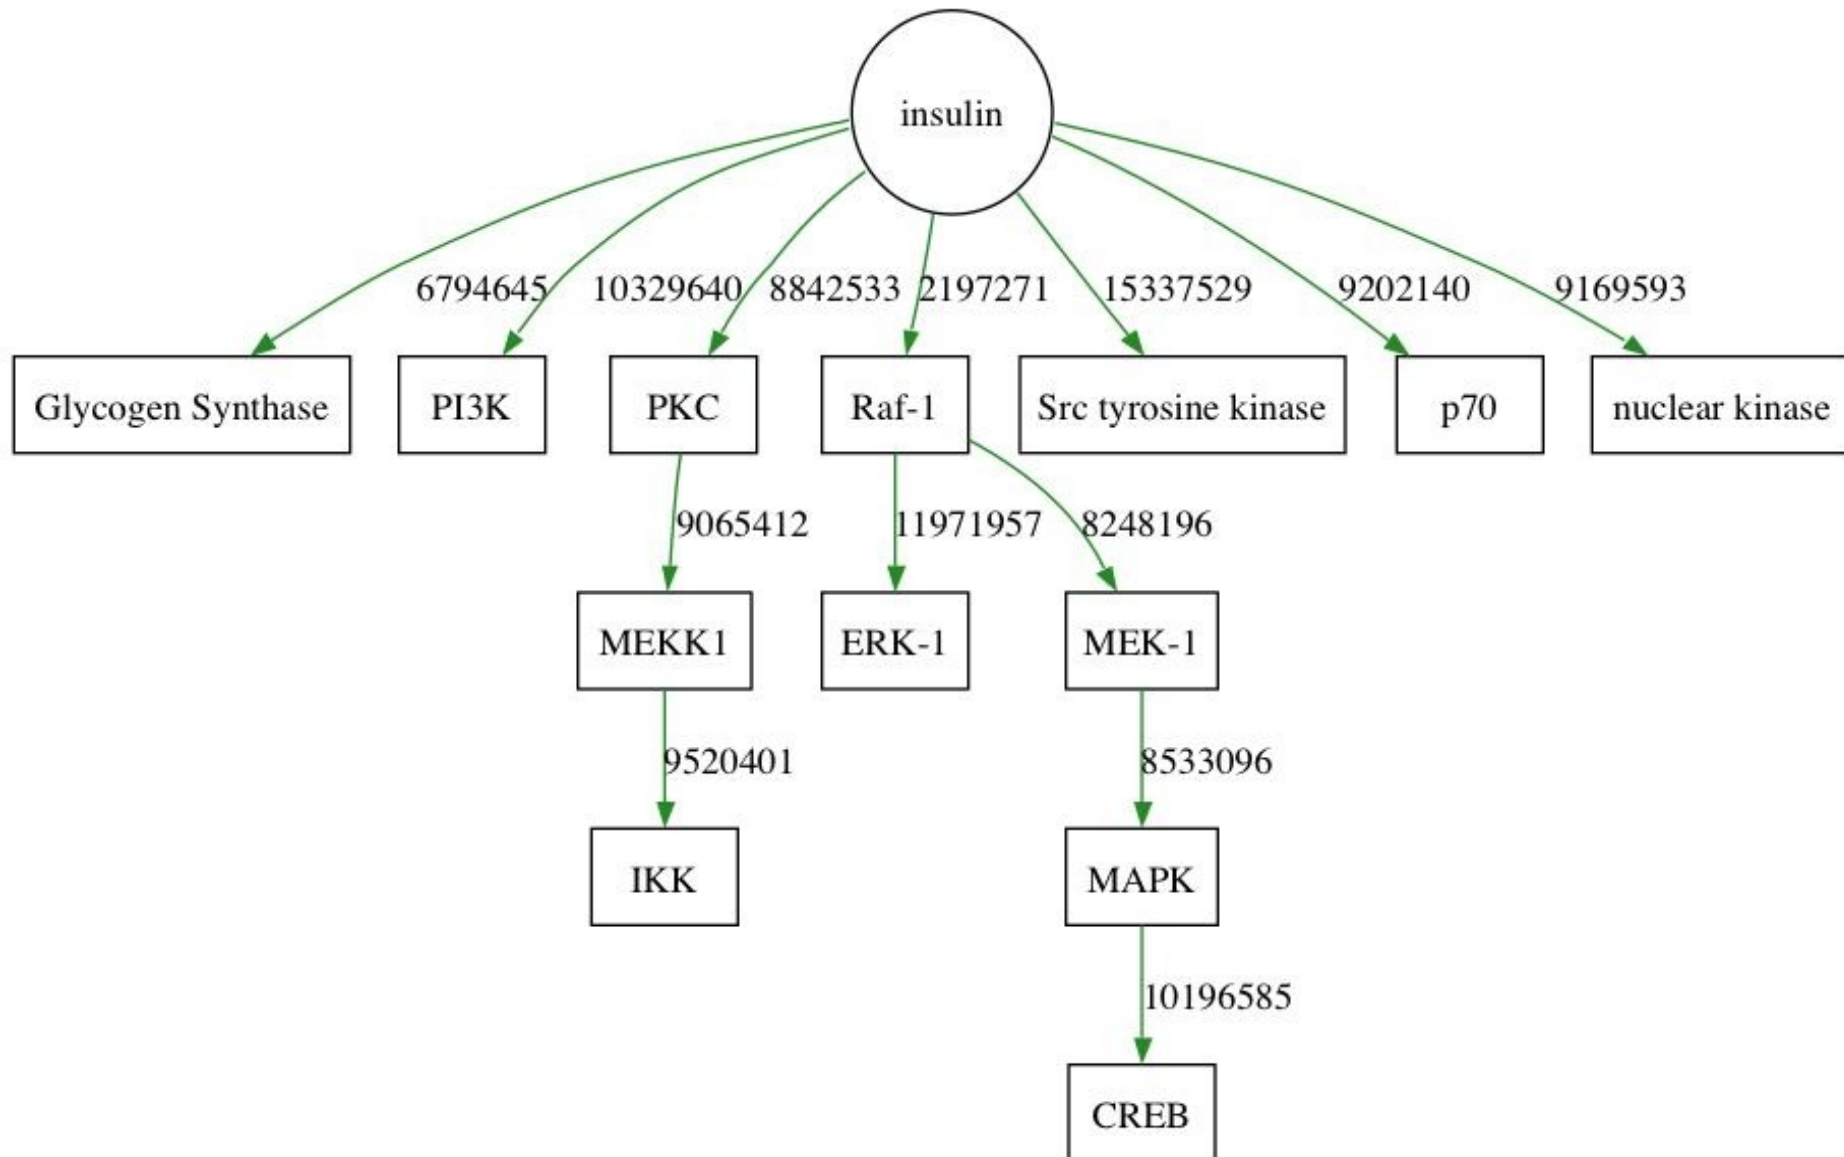 insulin
6794645 10329640 8842533 2197271 15337529 9202140 9169593
Glycogen Synthase PI3K PKC Raf-1 Src tyrosine kinase p70 nuclear kinase
9065412 11971957 8248196
MEKK1 ERK-1 MEK-1
9520401 8533096
IKK MAPK
10196585
CREB